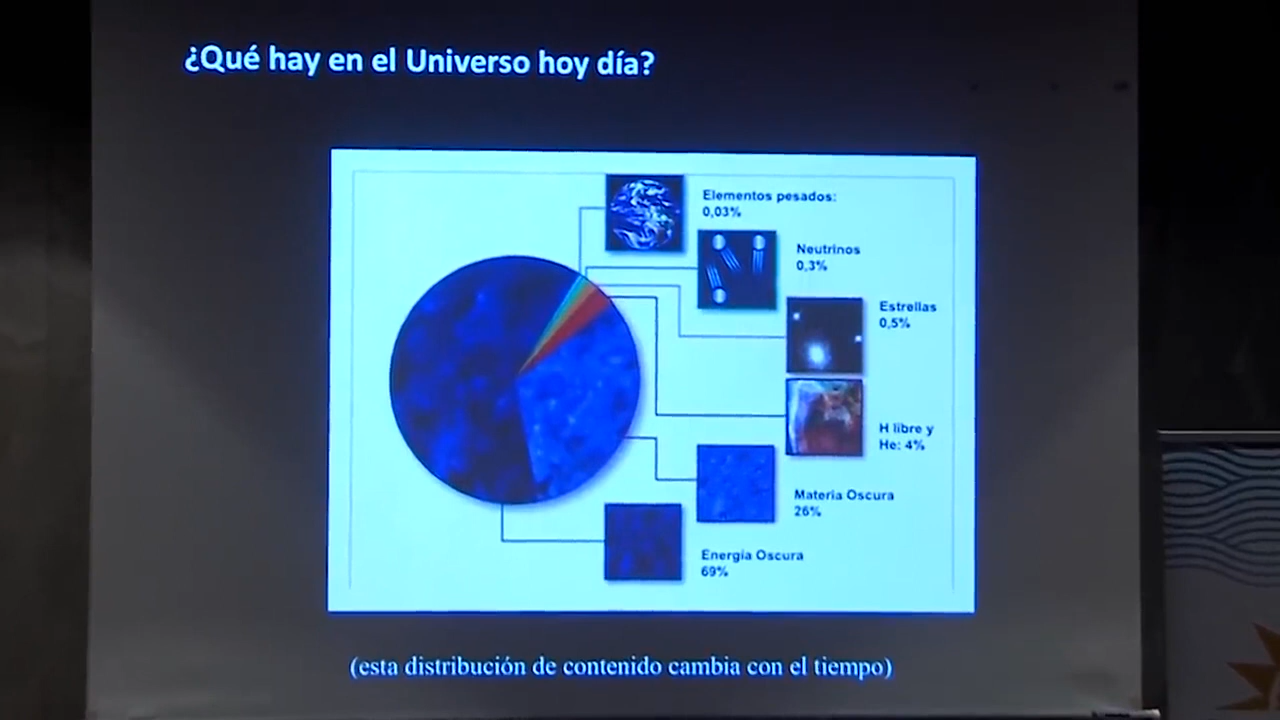 ¿Qué hay en el Universo hoy día?
Elementos pesados:
0,03%
Neutrinos
0,3%
Estrellas
0,5%
H libre y
He: 4%
Materia Oscura
26%
Energía Oscura
69%
(esta distribución de contenido cambia con el tiempo)